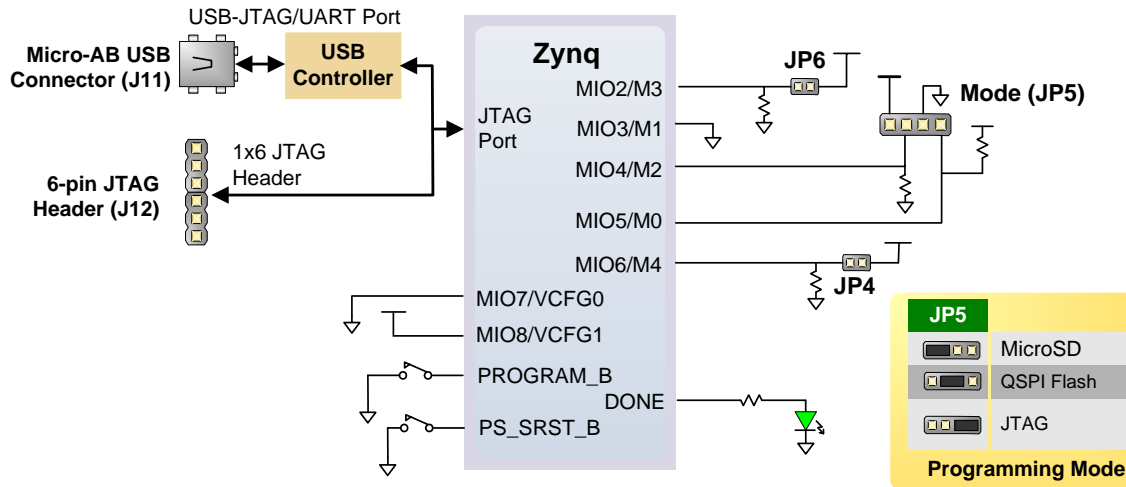 USB-JTAG/UART Port
Micro-AB USB
Connector (J11)
USB
Controller
1x6 JTAG
Header
6-pin JTAG
Header (J12)
Zynq
JTAG
Port
MIO2/M3
MIO3/M1
MIO4/M2
MIO5/M0
MIO6/M4
MIO7/VCFG0
MIO8/VCFG1
PROGRAM_B
DONE
PS_SRST_B
JP6
Mode (JP5)
JP4
JP5
MicroSD
QSPI Flash
JTAG
Programming Mode